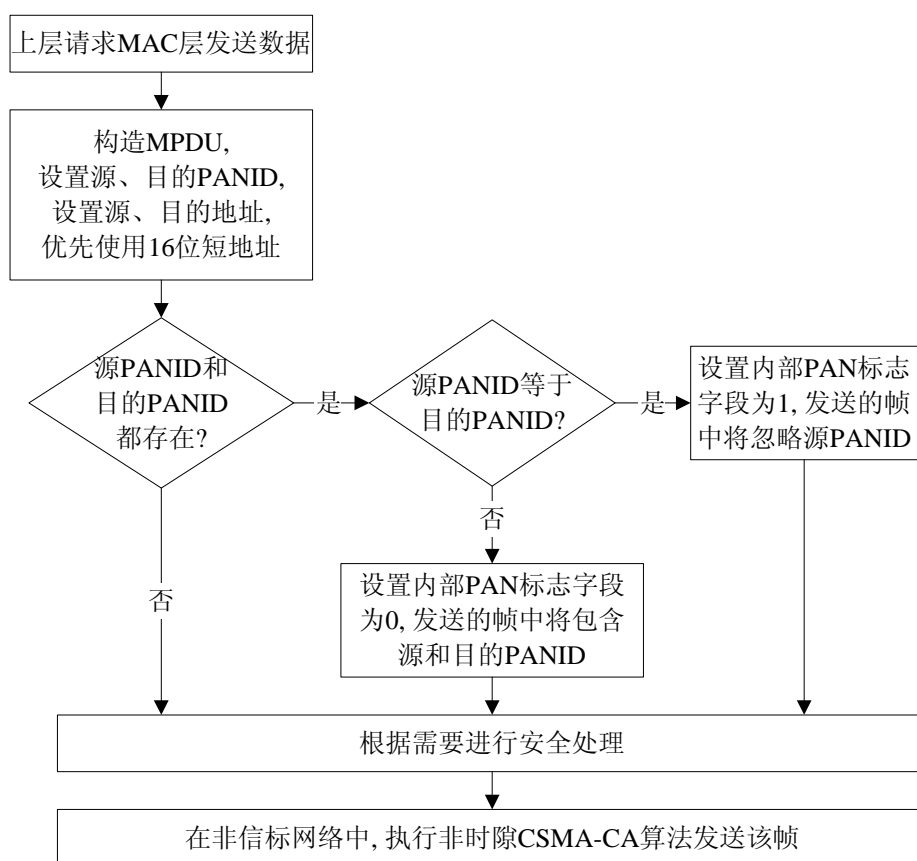 上层请求MAC层发送数据
构造MPDU,
设置源、目的PANID,
设置源、目的地址,
优先使用16位短地址
源PANID和
目的PANID
都存在?
是
源PANID等于
目的PANID?
是
设置内部PAN标志
字段为1, 发送的帧
中将忽略源PANID
否
否
设置内部PAN标志字段
为0, 发送的帧中将包含
源和目的PANID
根据需要进行安全处理
在非信标网络中, 执行非时隙CSMA-CA算法发送该帧